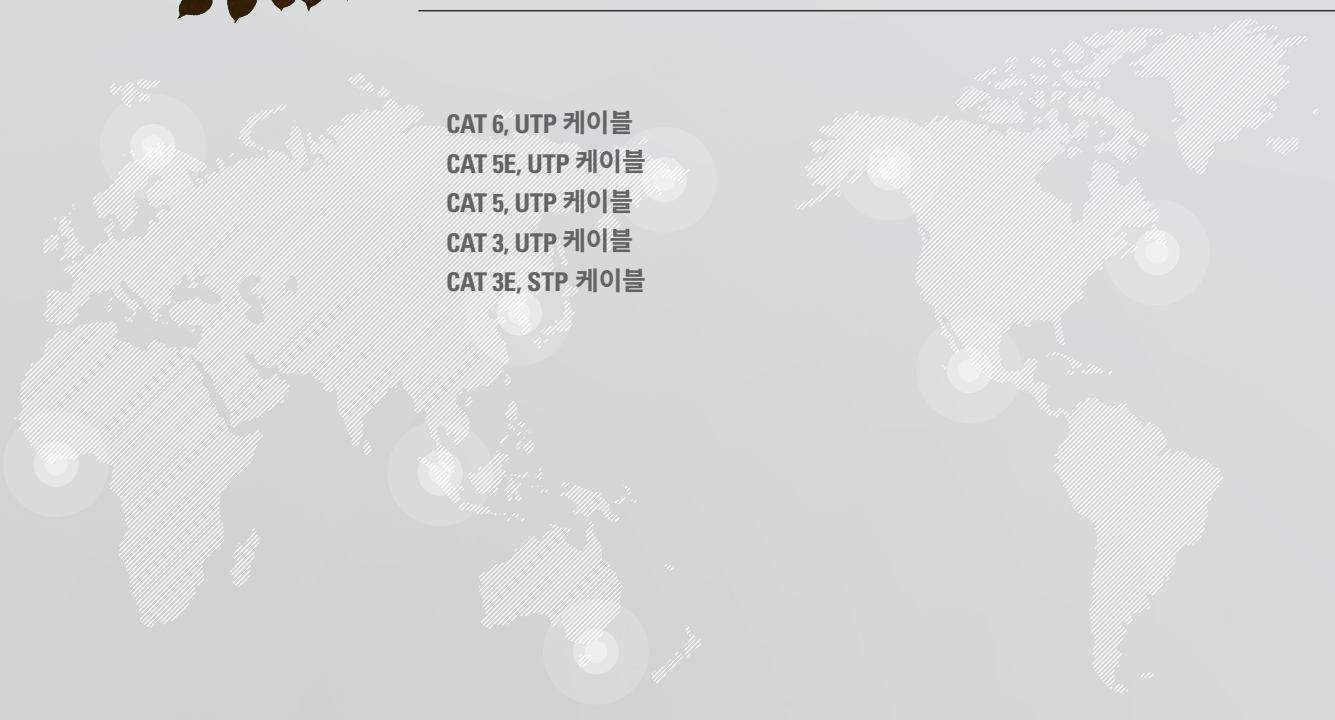 CAT 6, UTP 케이블
CAT 5E, UTP 케이블
CAT 5, UTP 케이블
CAT 3, UTP 케이블
CAT 3E, STP 케이블